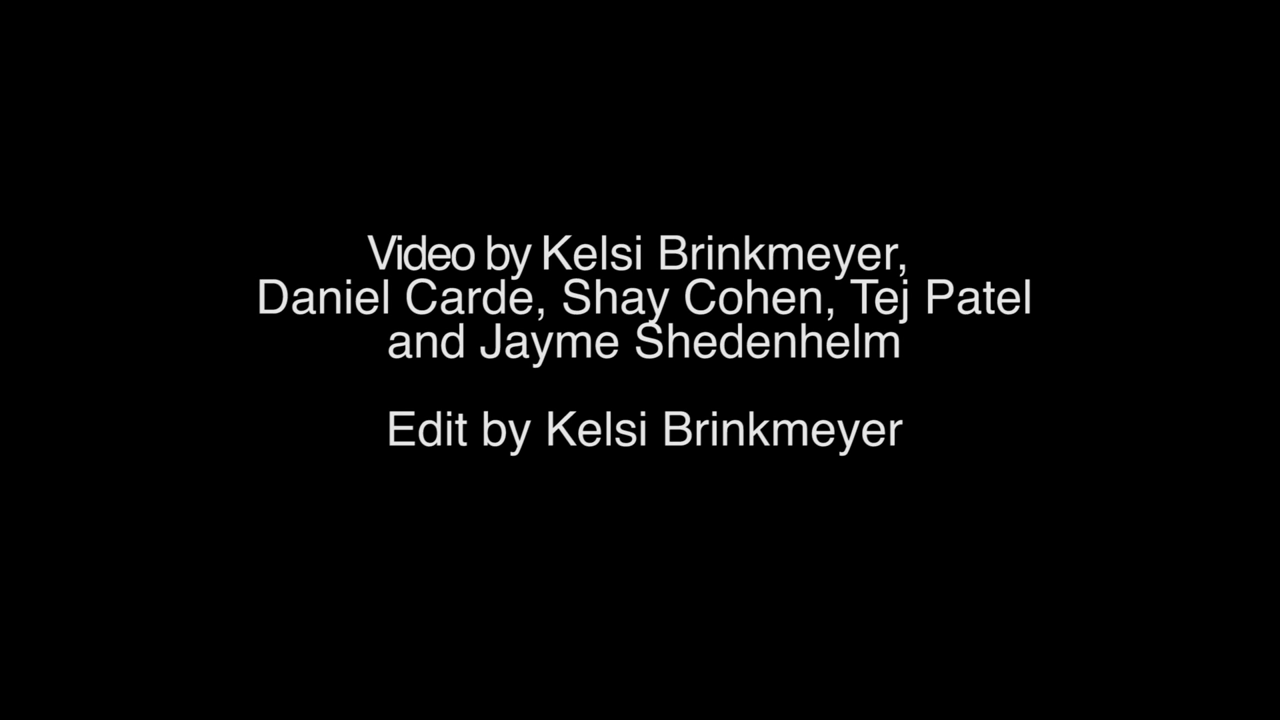 Video by Kelsi Brinkmeyer,
Daniel Carde, Shay Cohen, Tej Patel
and Jayme Shedenhelm
Edit by Kelsi Brinkmeyer